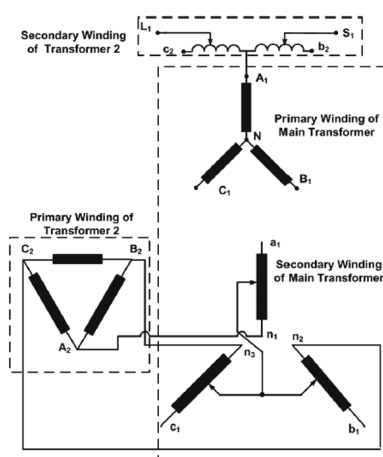 L1
S1
Secondary Winding
of Transformer 2
c2
b2
A1
Primary Winding of
Main Transformer
N
C1
B1
Primary Winding of
Transformer 2
C2
B2
A2
a1
Secondary Winding
of Main Transformer
n1
n2
n3
c1
b1